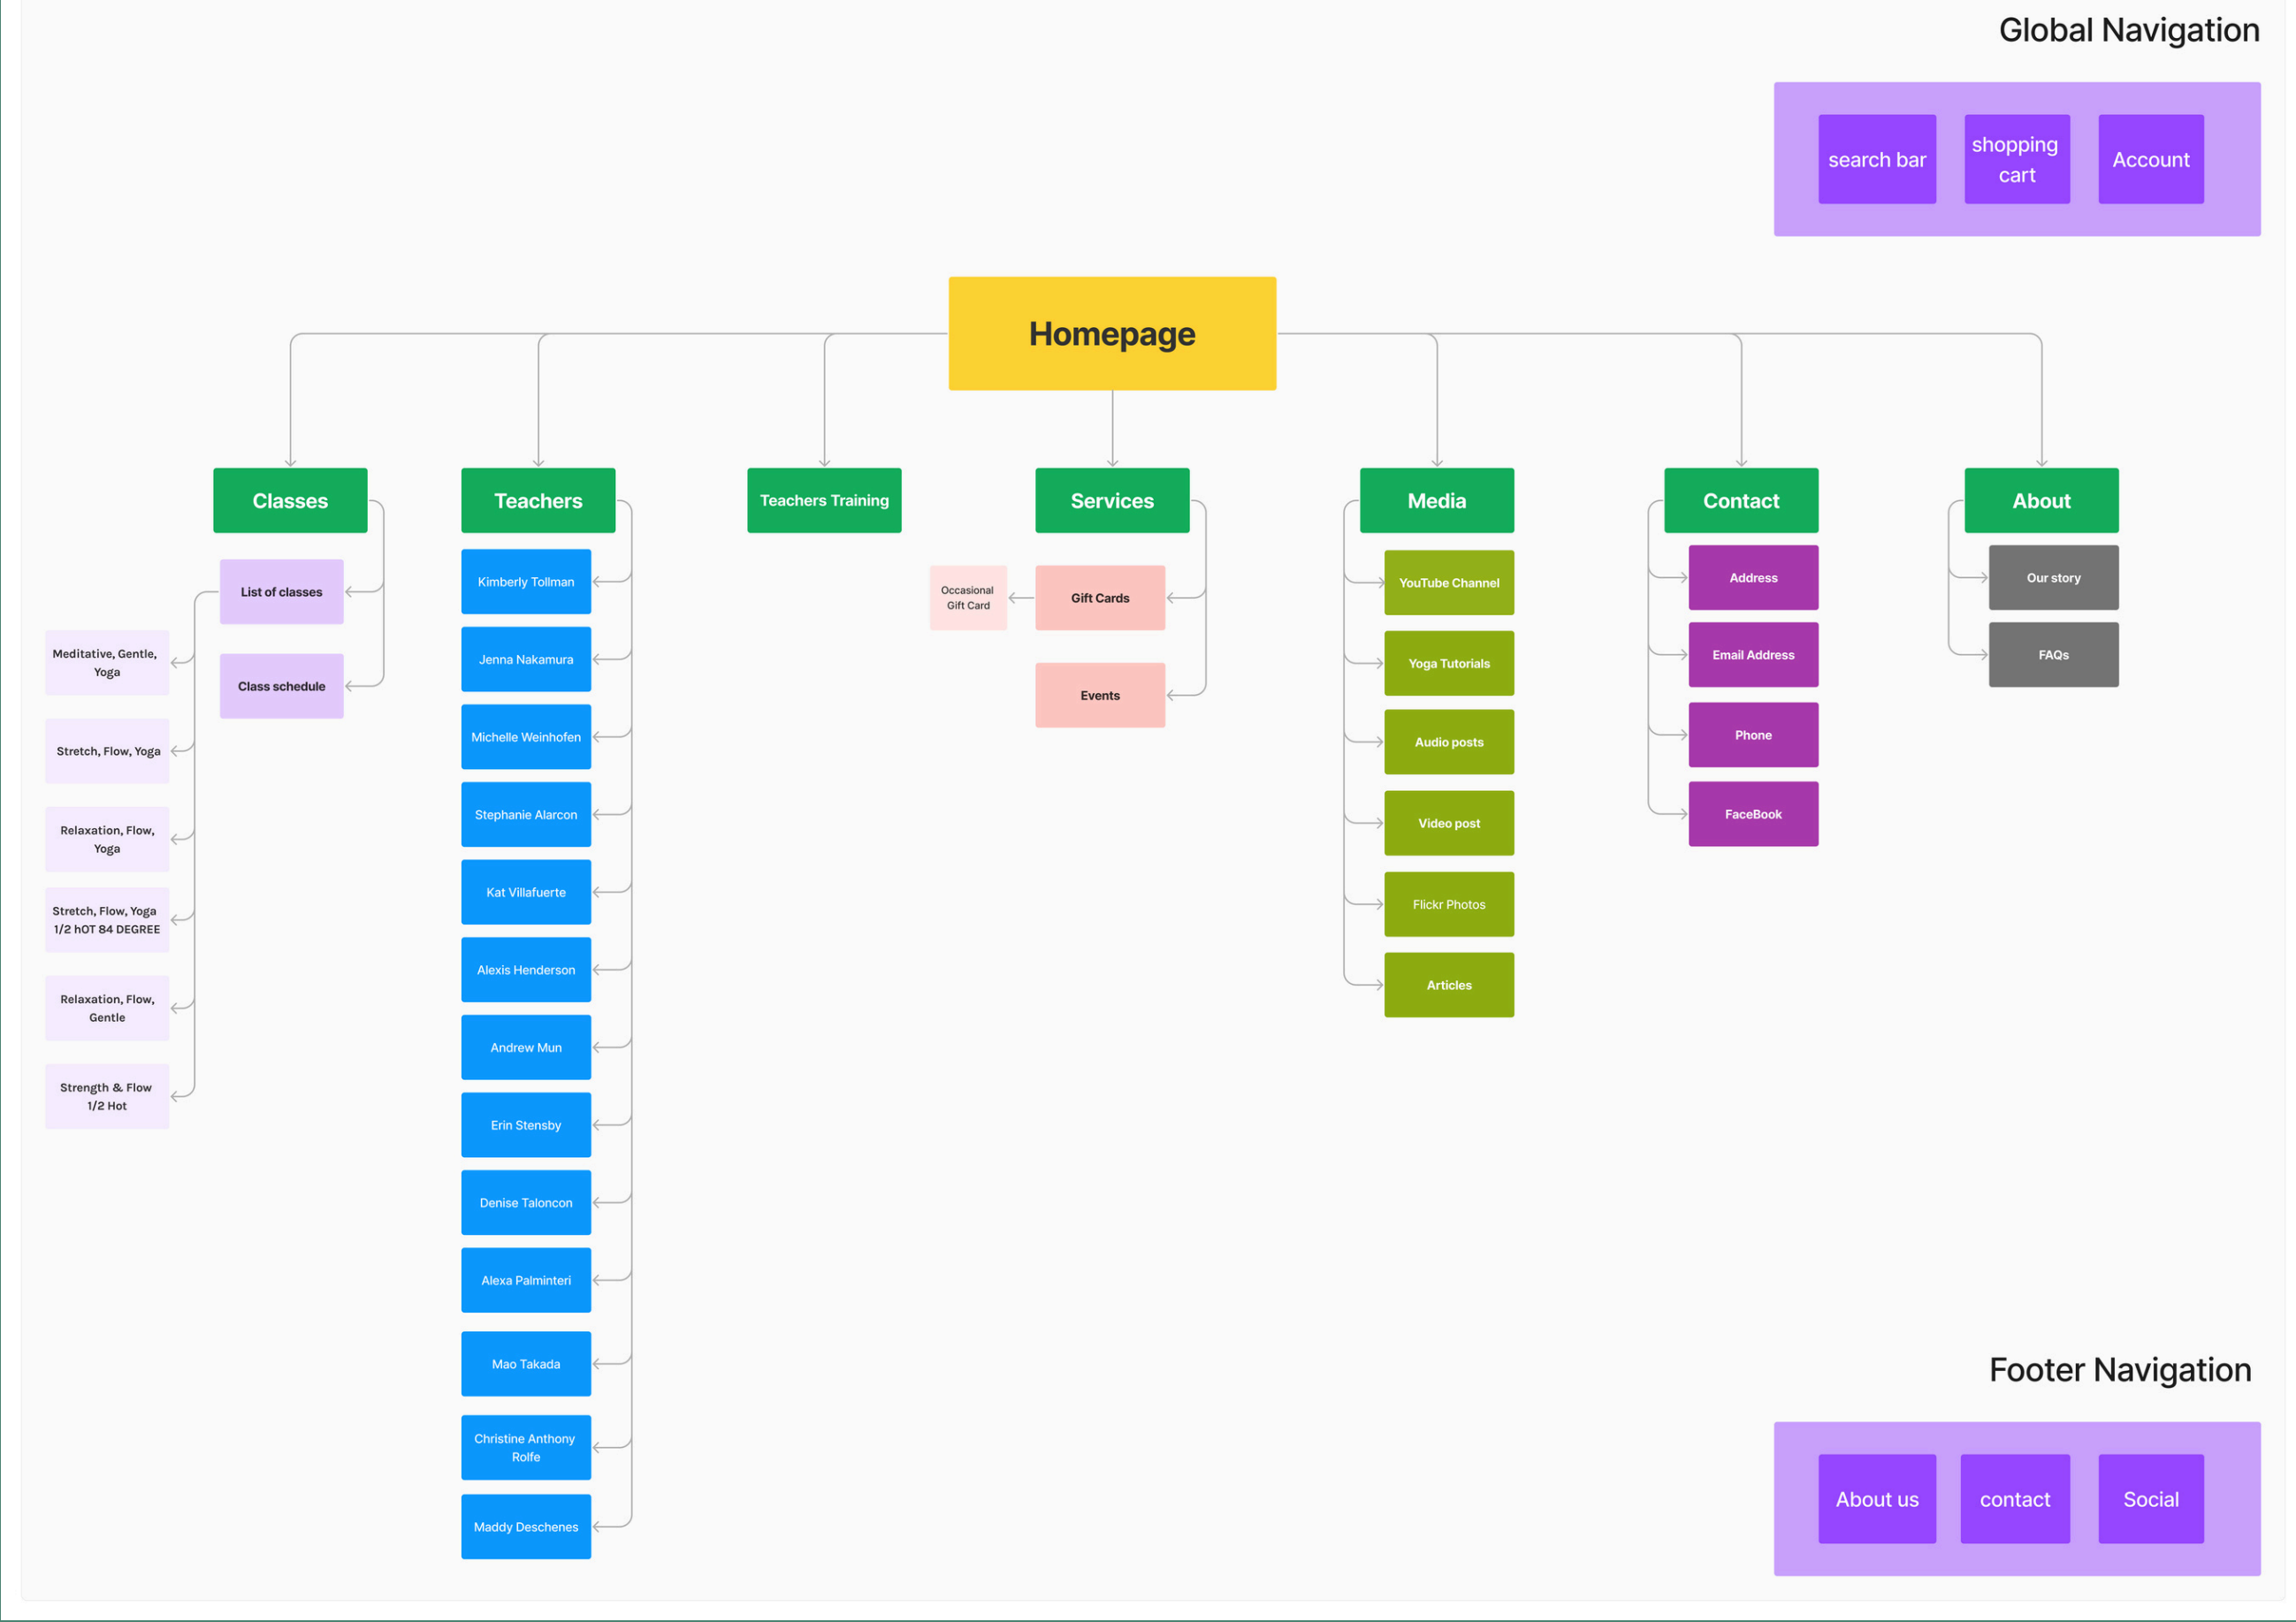 Global Navigation
search bar
shopping
cart
Account
Homepage
Classes
Teachers
Teachers Training
Services
Media
Contact
About
List of classes
Class schedule
Meditative, Gentle,
Yoga
Stretch, Flow, Yoga
Relaxation, Flow,
Yoga
Stretch, Flow, Yoga
1/2 hOT 84 DEGREE
Relaxation, Flow,
Gentle
Strength & Flow
1/2 Hot
Kimberly Tollman
Jenna Nakamura
Michelle Weinhofen
Stephanie Alarcon
Kat Villafuerte
Alexis Henderson
Andrew Mun
Erin Stensby
Denise Taloncon
Alexa Palminteri
Mao Takada
Christine Anthony
Rolfe
Maddy Deschenes
Occasional
Gift Card
Gift Cards
Events
YouTube Channel
Yoga Tutorials
Audio posts
Video post
Flickr Photos
Articles
Address
Email Address
Phone
FaceBook
Our story
FAQs
Footer Navigation
About us
contact
Social